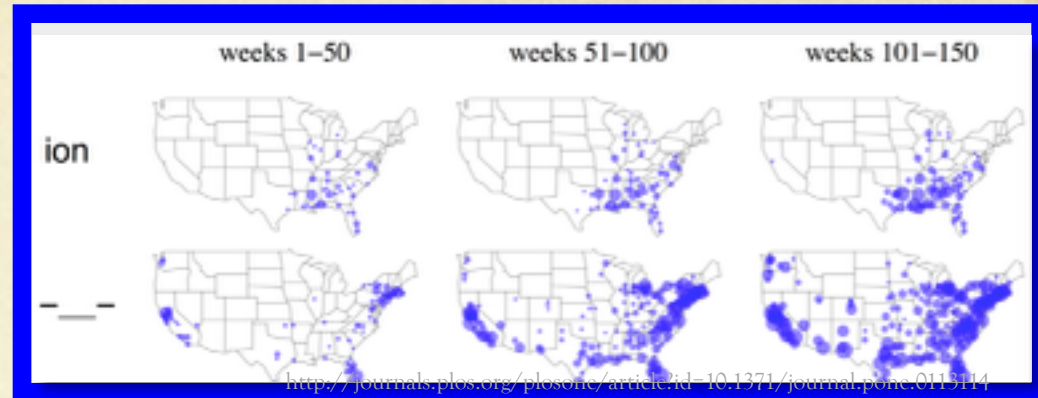 weeks 1–50 weeks 51–100 weeks 101–150
ion
-__-
http://journals.plos.org/plosone/article?id=10.1371/journal.pone.0113114